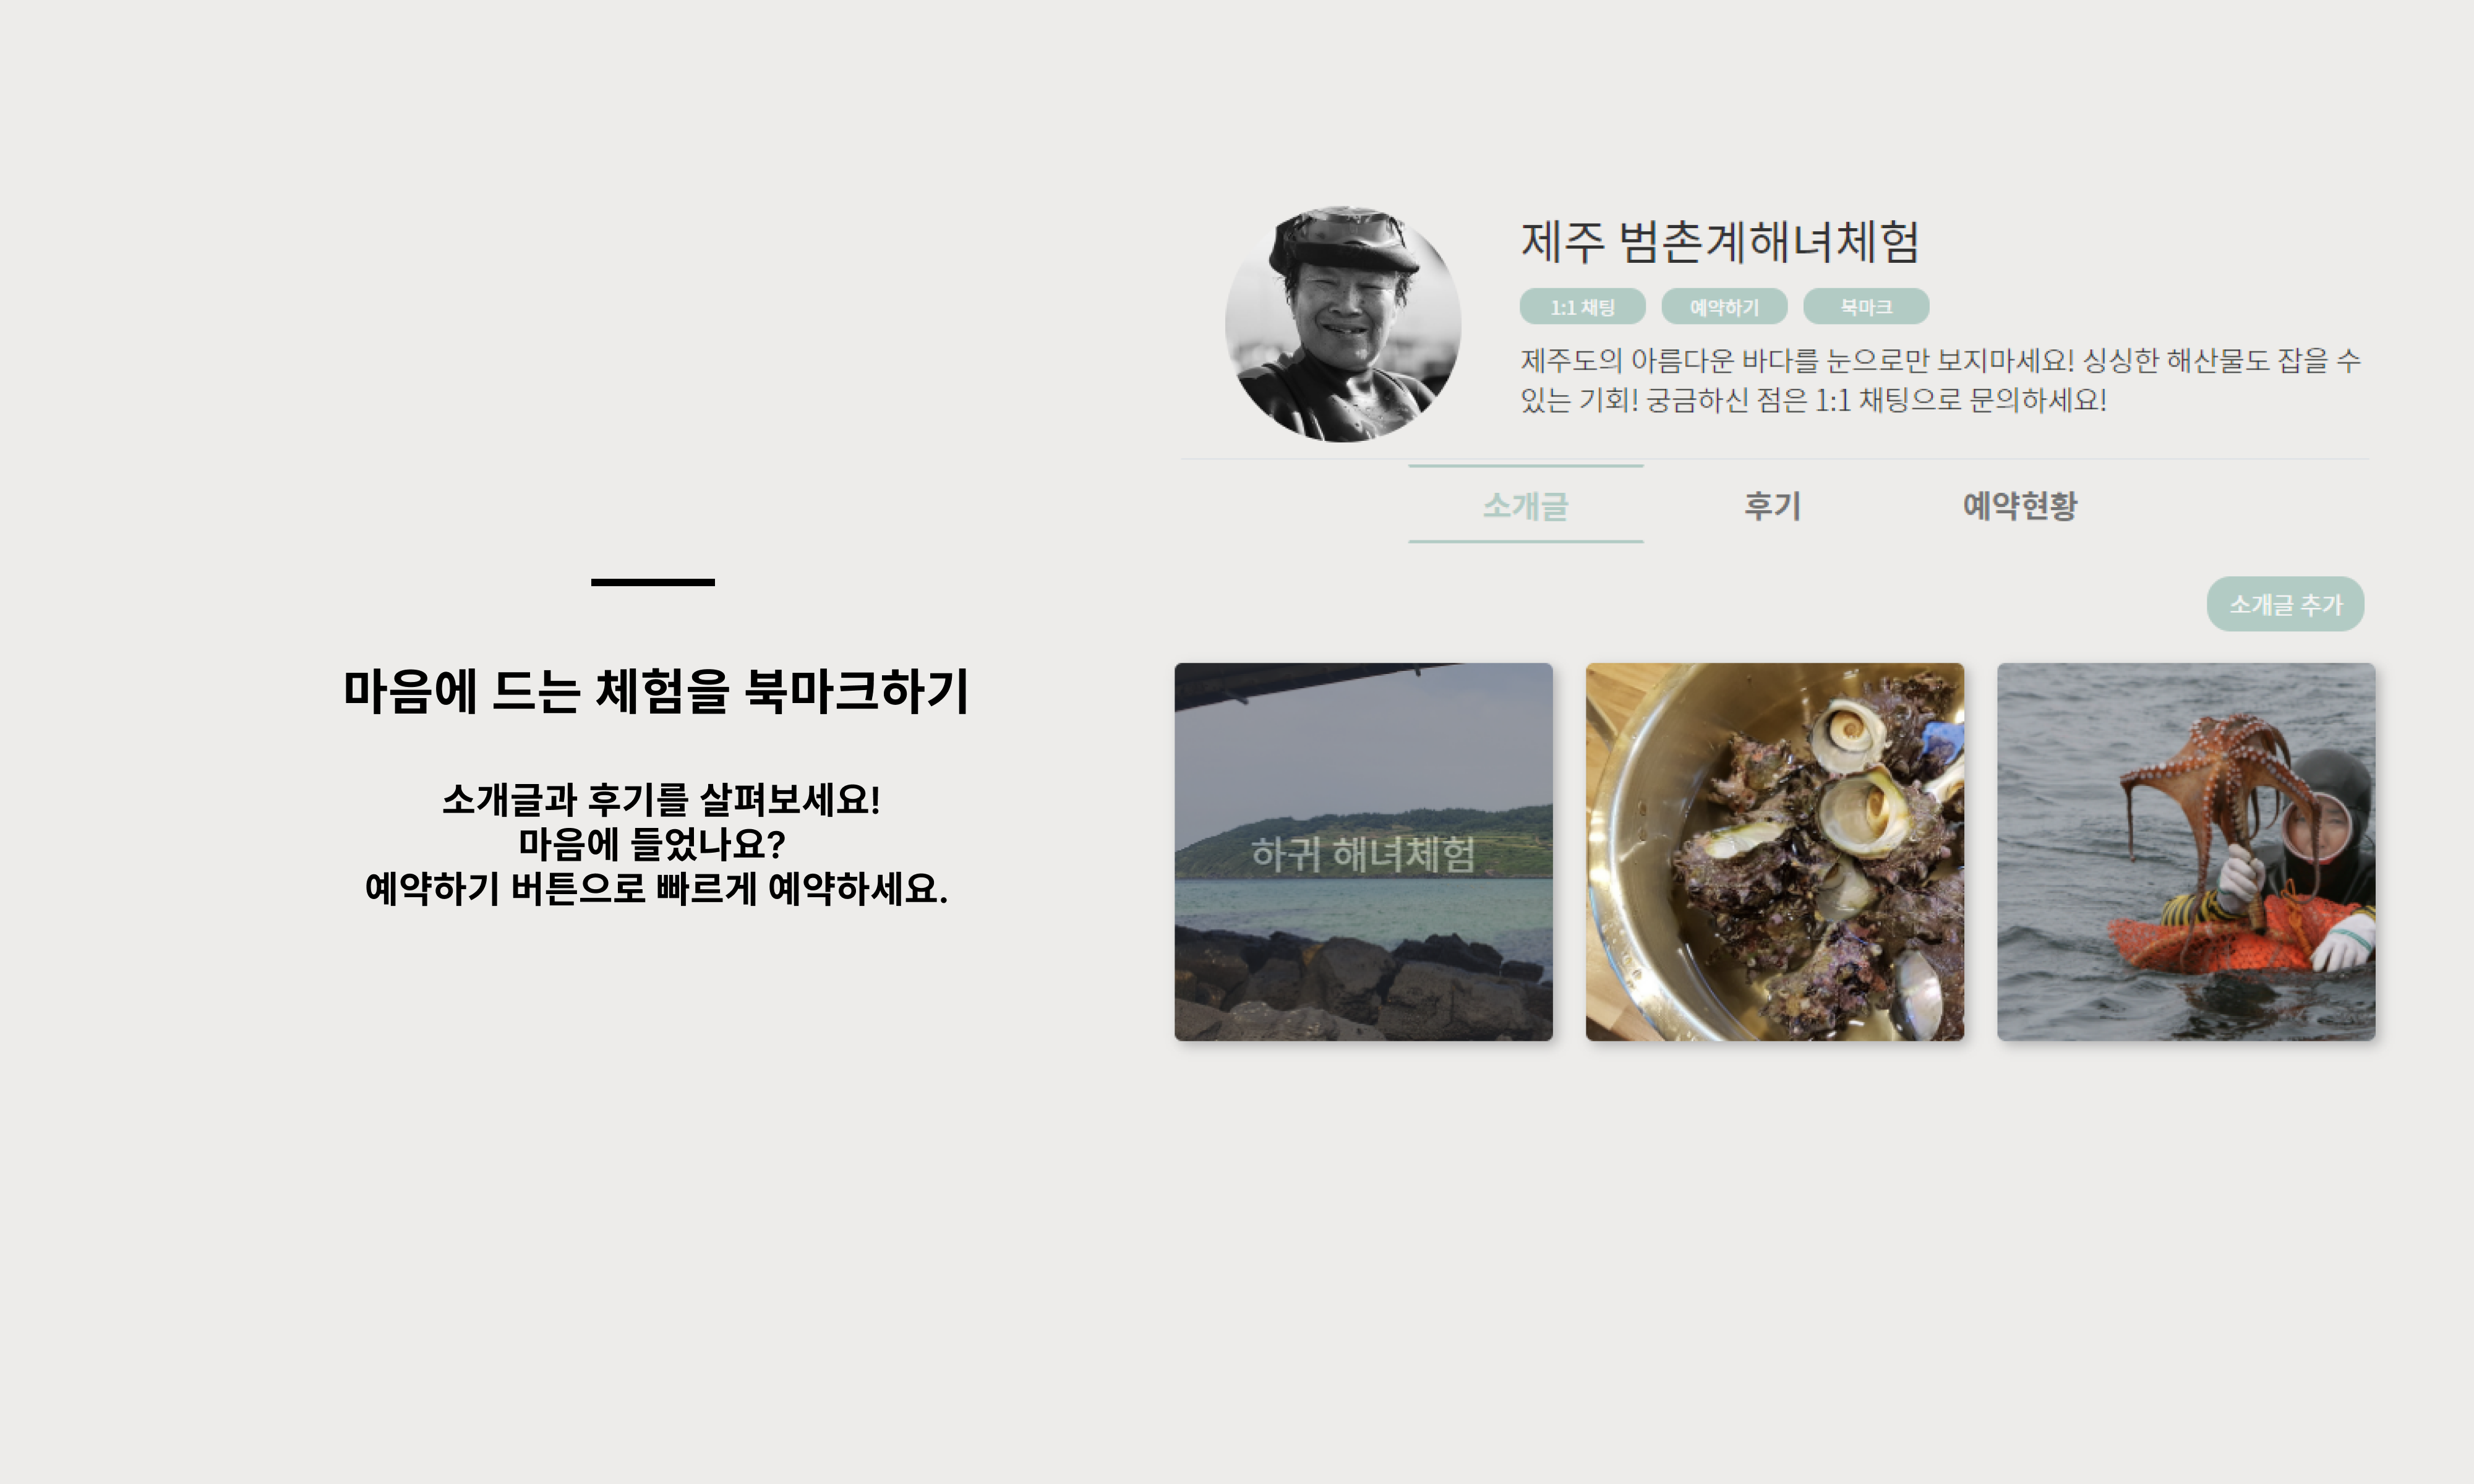 마음에 드는 체험을 북마크하기
소개글과 후기를 살펴보세요!
마음에 들었나요?
예약하기 버튼으로 빠르게 예약하세요.
제주 범촌계해녀체험
1:1 채팅
예약하기
북마크
제주도의 아름다운 바다를 눈으로만 보지마세요! 싱싱한 해산물도 잡을 수
있는 기회! 궁금하신 점은 1:1 채팅으로 문의하세요!
소개글
후기
예약현황
소개글 추가
하귀 해녀체험